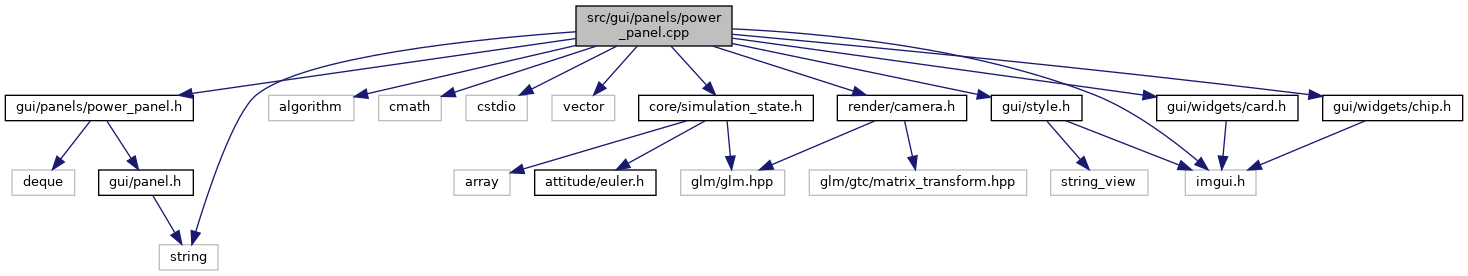 src/gui/panels/power
_panel.cpp
gui/panels/power_panel.h
algorithm
cmath
cstdio
vector
core/simulation_state.h
render/camera.h
gui/style.h
gui/widgets/card.h
gui/widgets/chip.h
deque
gui/panel.h
array
attitude/euler.h
glm/glm.hpp
glm/gtc/matrix_transform.hpp
string_view
imgui.h
string